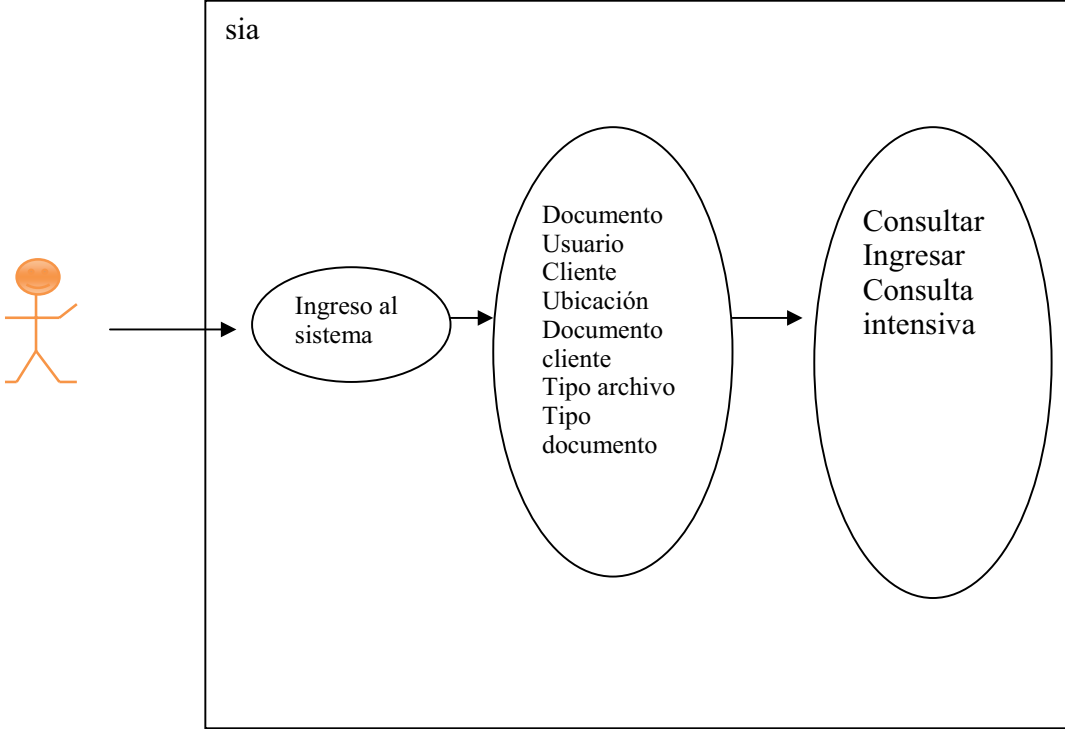 sia
Ingreso al
sistema
Documento
Usuario
Cliente
Ubicación
Documento
cliente
Tipo archivo
Tipo
documento
Consultar
Ingresar
Consulta
intensiva